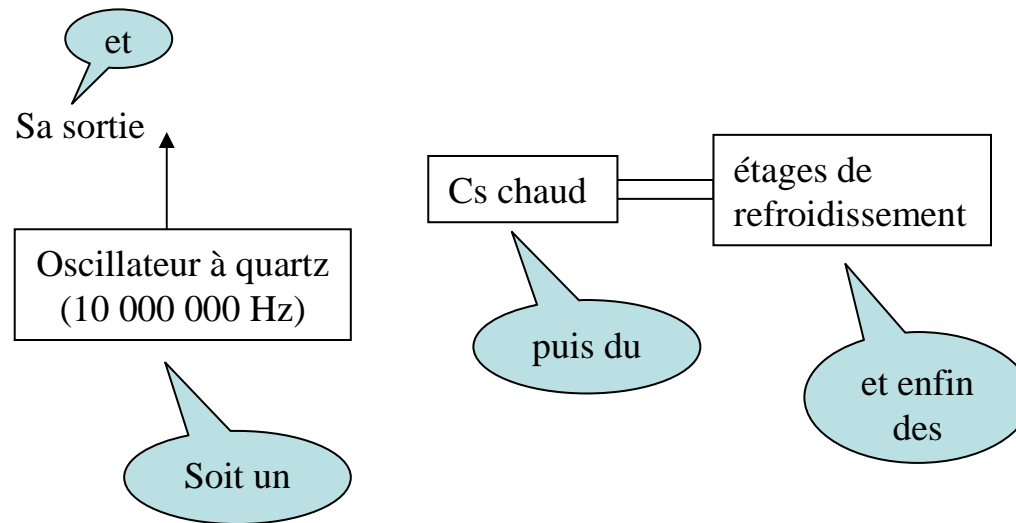 et
Sa sortie
Oscillateur à quartz
(10 000 000 Hz)
Soit un
Cs chaud
puis du
étages de
refroidissement
et enfin
des